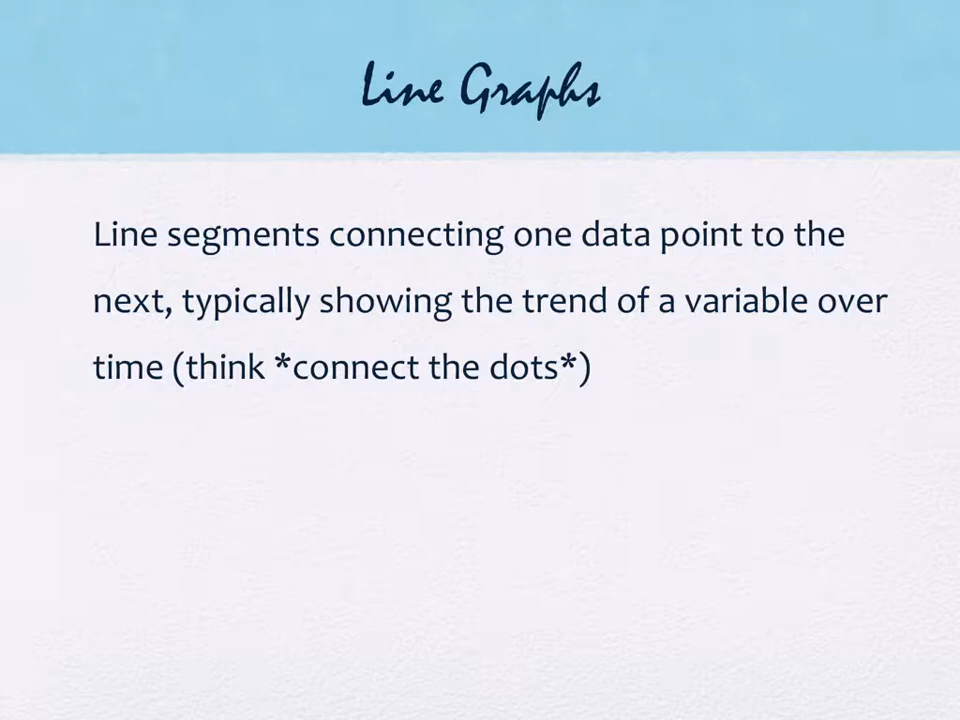 Line Graphs
Line segments connecting one data point to the
next, typically showing the trend of a variable over
time (think *connect the dots*)